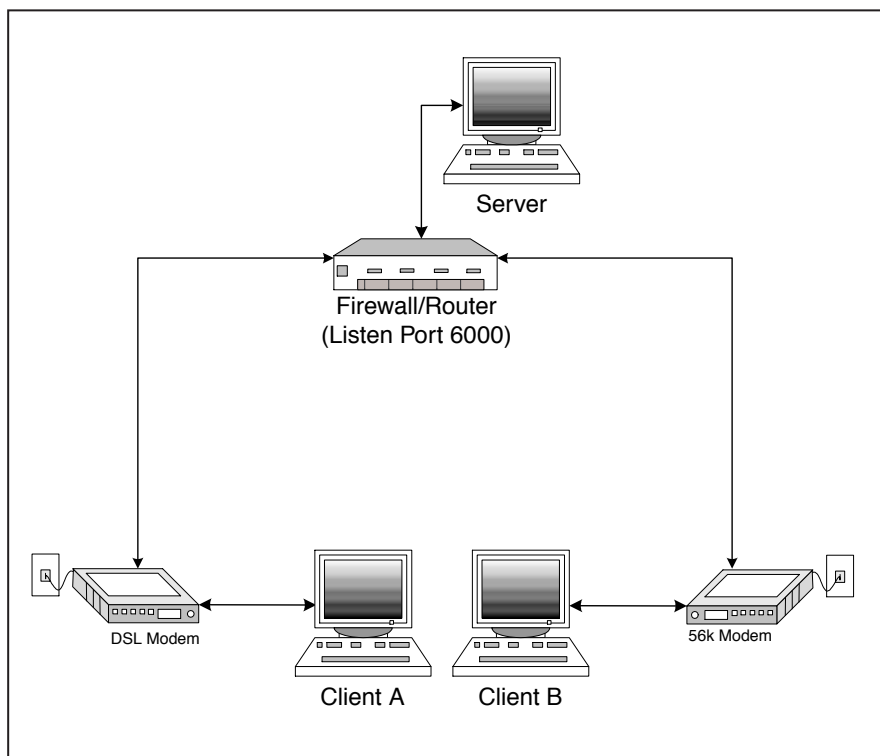 Server
Firewall/Router
(Listen Port 6000)
DSL Modem
56k Modem
Client A
Client B